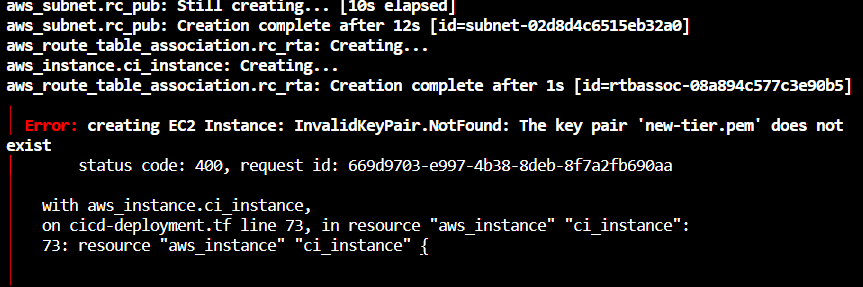 aws_subnet.rc_pub: Still creating... [10s elapsed]
aws_subnet.rc_pub: Creation complete after 12s [id=subnet-02d8d4c6515eb32a0]
aws_route_table_association.rc_rta: Creating...
aws_instance.ci_instance: Creating...
aws_route_table_association.rc_rta: Creation complete after 1s [id=rtbassoc-08a894c577c3e90b5]
Error: creating EC2 Instance: InvalidKeyPair.NotFound: The key pair 'new-tier.pem' does not
exist
status code: 400, request id: 669d9703-e997-4b38-8deb-8f7a2fb690aa
with aws_instance.ci_instance,
on cicd-deployment.tf line 73, in resource "aws_instance" "ci_instance":
73: resource "aws_instance" "ci_instance" {